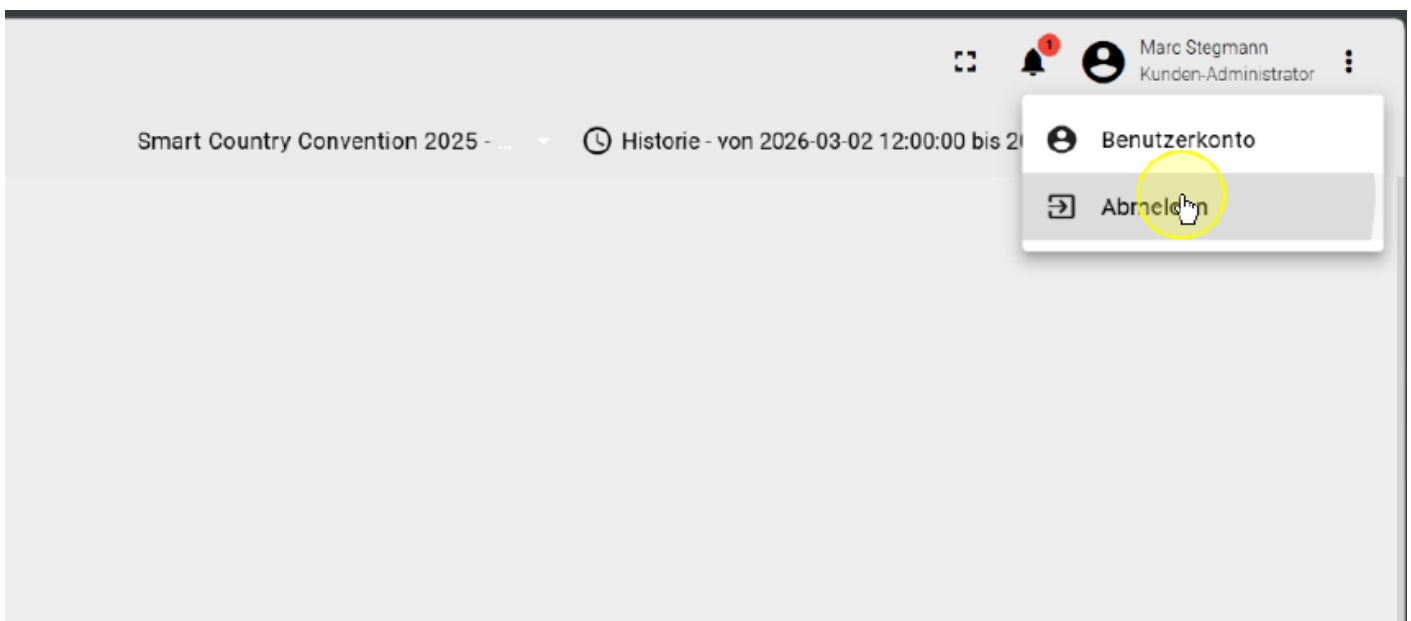 1
Marc Stegmann
Kunden-Administrator
Smart Country Convention 2025 - ...
Historie - von 2026-03-02 12:00:00 bis
Benutzerkonto
Abmelden